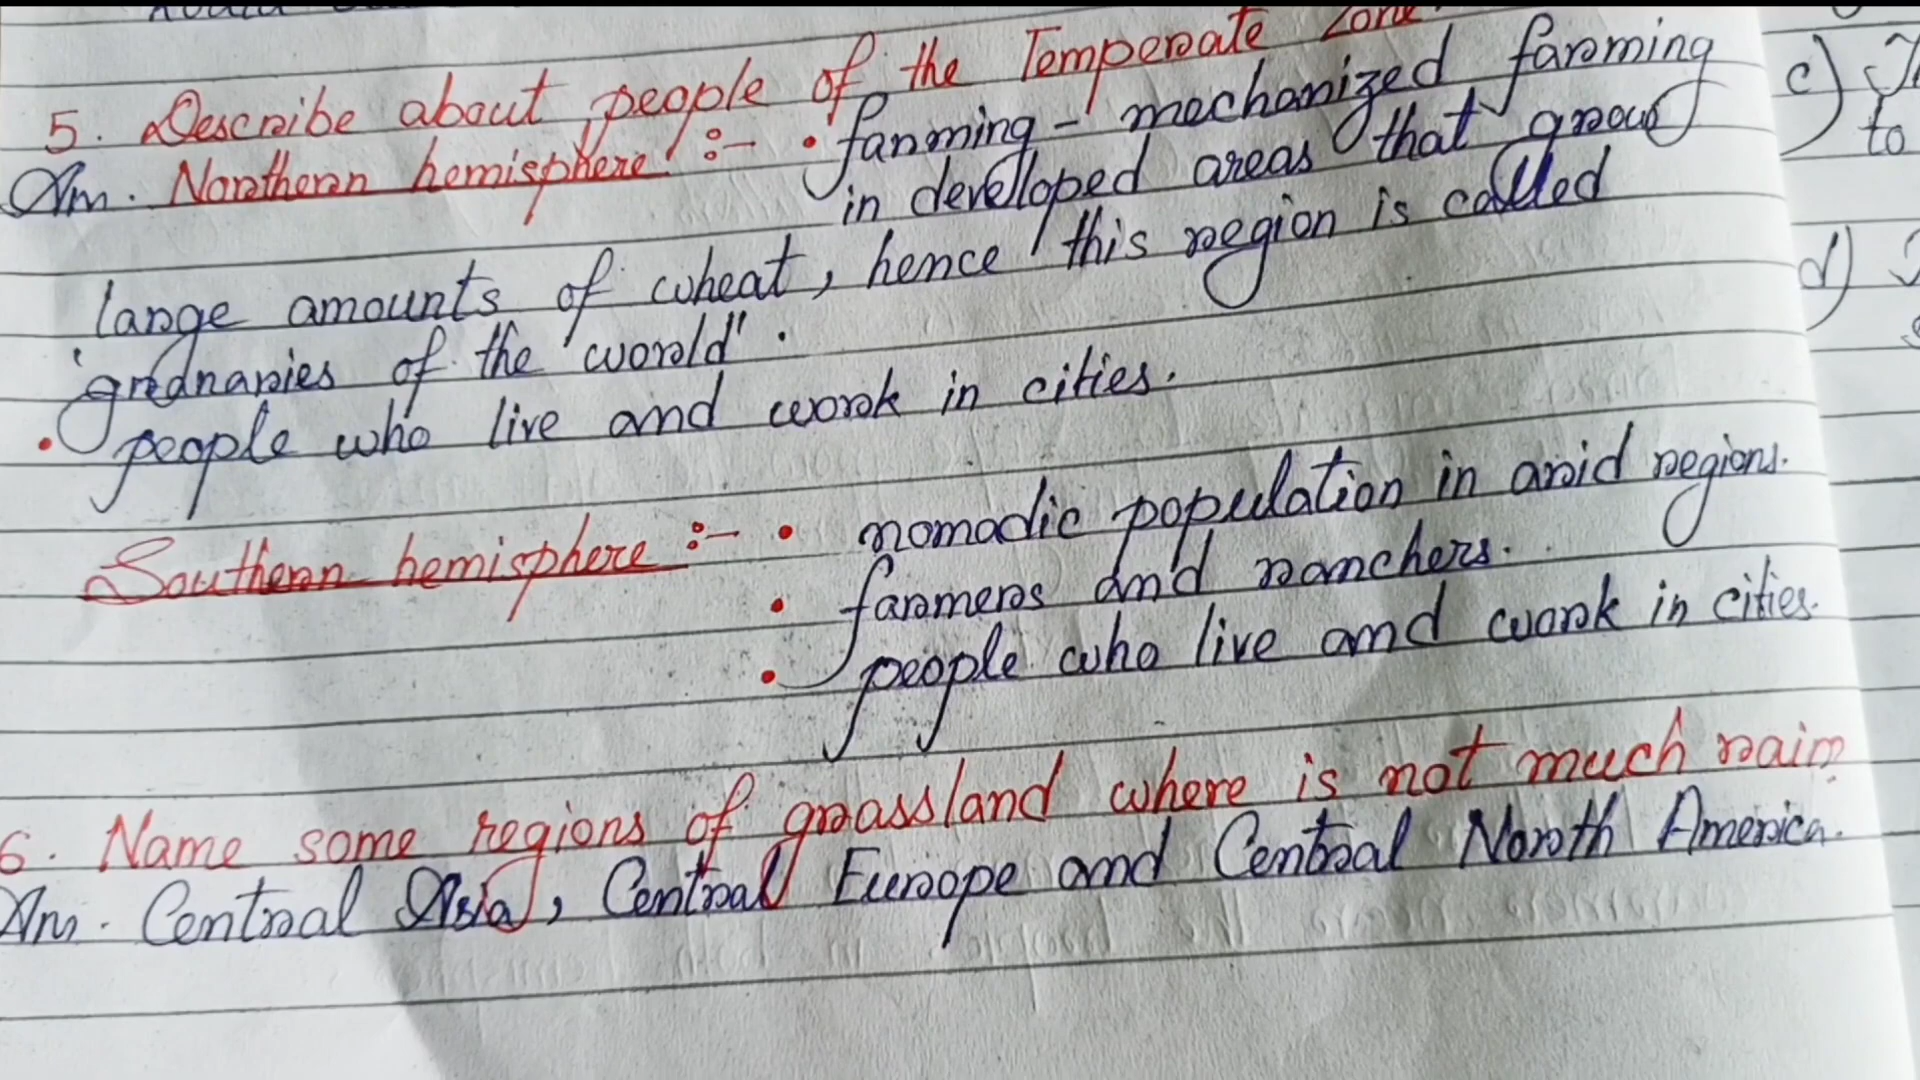 5. Describe about people of the Temperate Zone.
Ans. Northern hemisphere :- • farming - mechanized farming
in developed areas that grow
large amounts of wheat, hence this region is called
'grednaries of the world'.
• people who live and work in cities.
Southern hemisphere :- • nomadic population in arid regions.
• farmers and ranchers.
• people who live and work in cities.
6. Name some regions of grassland where is not much rain?
Ans. Central Asia, Central Europe and Central North America.
c)
to
d)